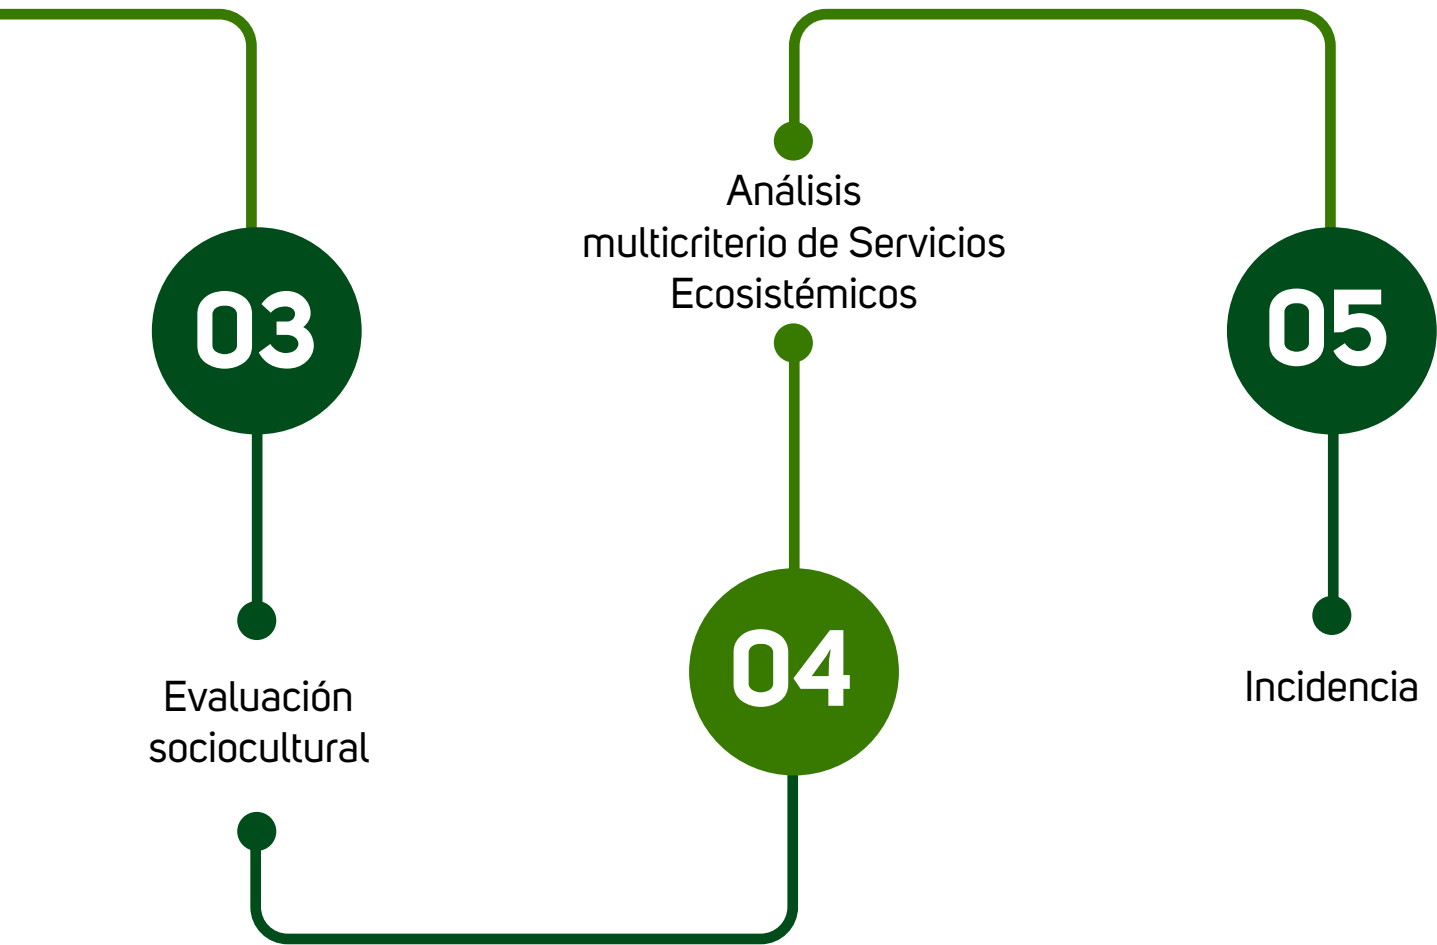 03
Evaluación
sociocultural
Análisis
multicriterio de Servicios
Ecosistémicos
04
05
Incidencia